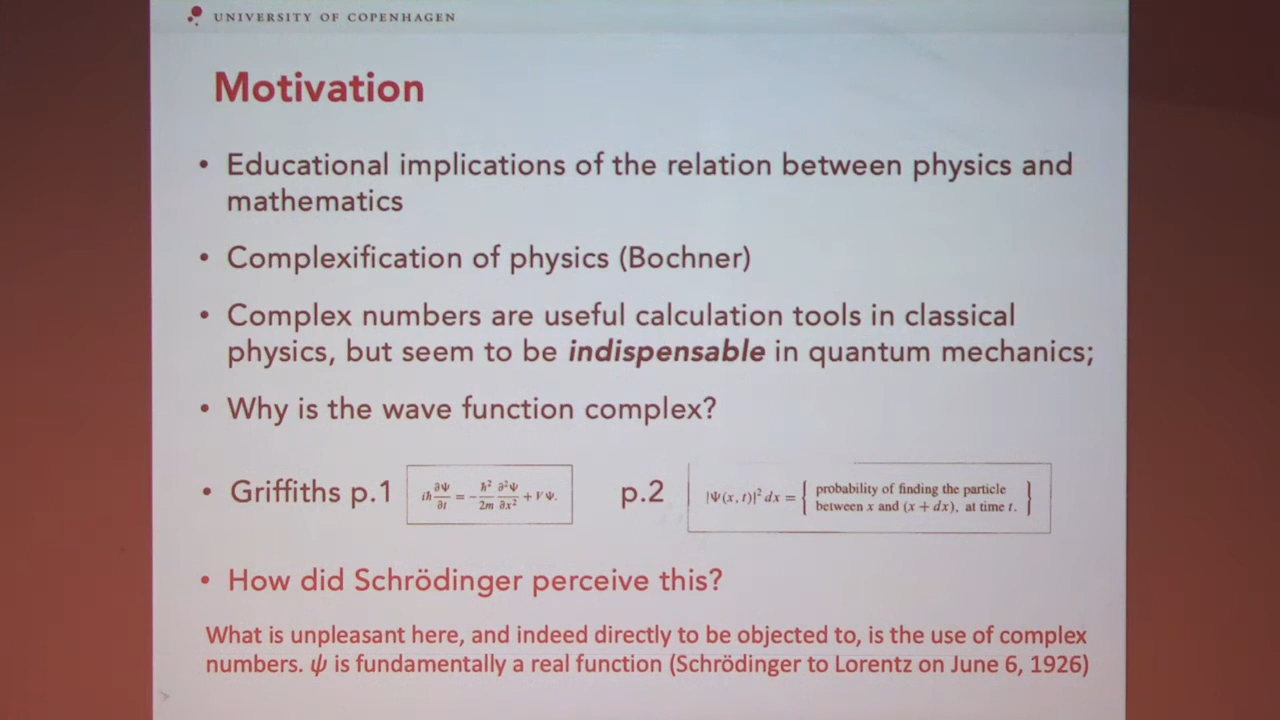 UNIVERSITY OF COPENHAGEN
Motivation
• Educational implications of the relation between physics and
mathematics
• Complexification of physics (Bochner)
• Complex numbers are useful calculation tools in classical
physics, but seem to be indispensable in quantum mechanics;
• Why is the wave function complex?
• Griffiths p.1 iħ ∂Ψ/∂t = − ħ²/2m ∂²Ψ/∂x² + VΨ. p.2 |Ψ(x, t)|² dx = { probability of finding the particle
between x and (x + dx), at time t. }
• How did Schrödinger perceive this?
What is unpleasant here, and indeed directly to be objected to, is the use of complex
numbers. ψ is fundamentally a real function (Schrödinger to Lorentz on June 6, 1926)